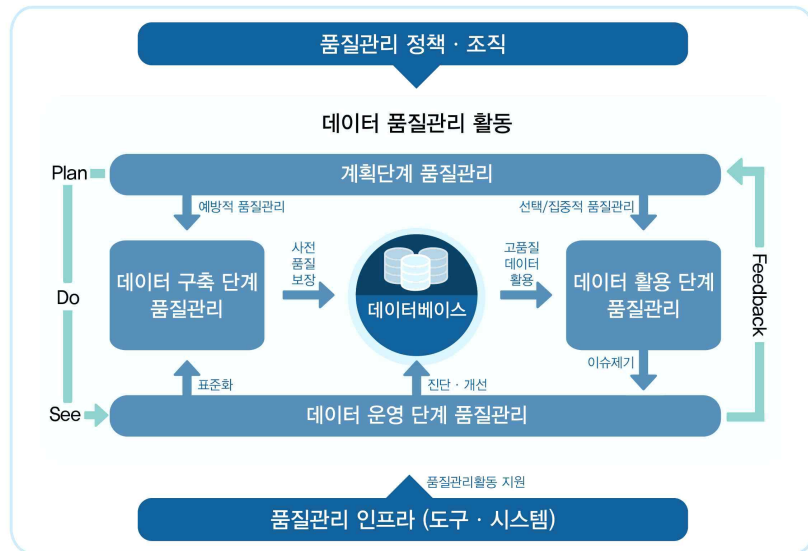 품질관리 정책 · 조직
데이터 품질관리 활동
Plan
계획단계 품질관리
예방적 품질관리
선택/집중적 품질관리
데이터 구축 단계
품질관리
사전
품질
보장
데이터베이스
고품질
데이터
활용
데이터 활용 단계
품질관리
Do
Feedback
표준화
진단 · 개선
이슈제기
See
데이터 운영 단계 품질관리
품질관리활동 지원
품질관리 인프라 (도구 · 시스템)